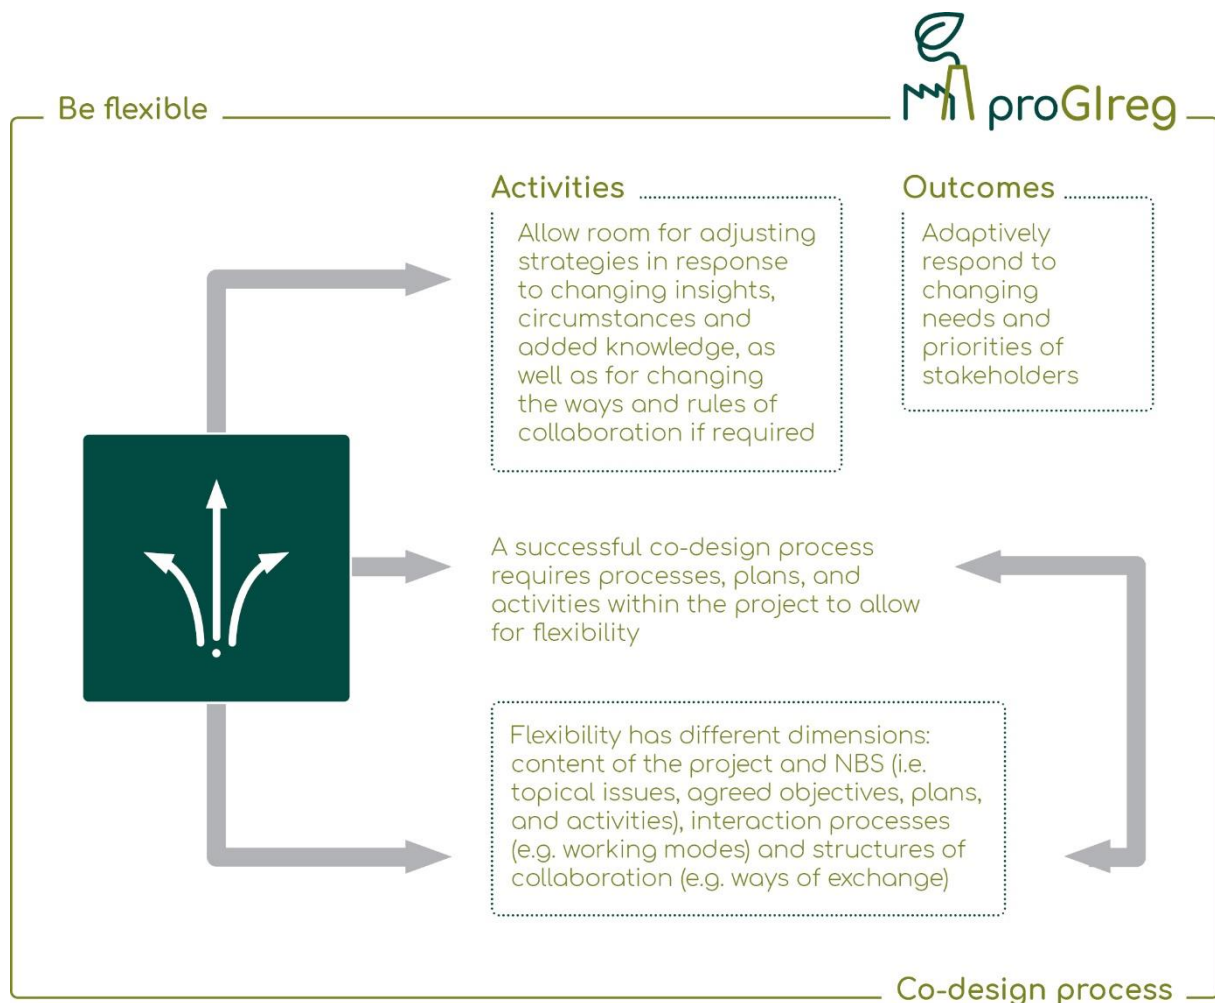 Be flexible
proGIreg
Activities
Allow room for adjusting
strategies in response
to changing insights,
circumstances and
added knowledge, as
well as for changing
the ways and rules of
collaboration if required
Outcomes
Adaptively
respond to
changing
needs and
priorities of
stakeholders
A successful co-design process
requires processes, plans, and
activities within the project to allow
for flexibility
Flexibility has different dimensions:
content of the project and NBS (i.e.
topical issues, agreed objectives, plans,
and activities), interaction processes
(e.g. working modes) and structures of
collaboration (e.g. ways of exchange)
Co-design process